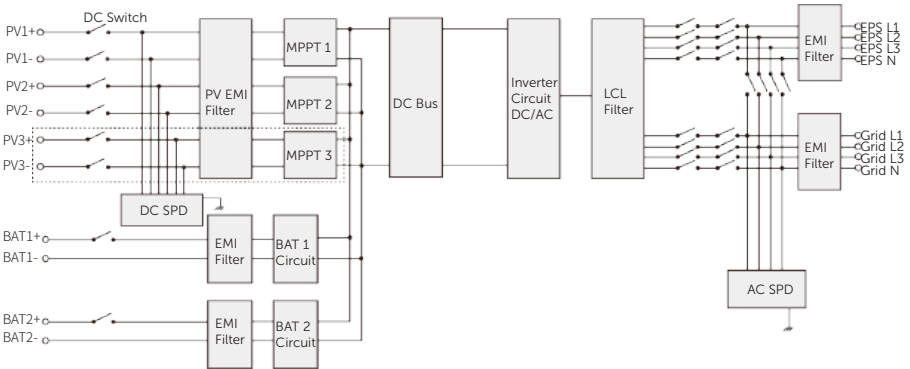 DC Switch
PV1+
PV1-
PV2+
PV2-
PV3+
PV3-
PV EMI
Filter
MPPT 1
MPPT 2
MPPT 3
DC SPD
BAT1+
BAT1-
EMI
Filter
BAT 1
Circuit
BAT2+
BAT2-
EMI
Filter
BAT 2
Circuit
DC Bus
Inverter
Circuit
DC/AC
LCL
Filter
EMI
Filter
EPS L1
EPS L2
EPS L3
EPS N
EMI
Filter
Grid L1
Grid L2
Grid L3
Grid N
AC SPD